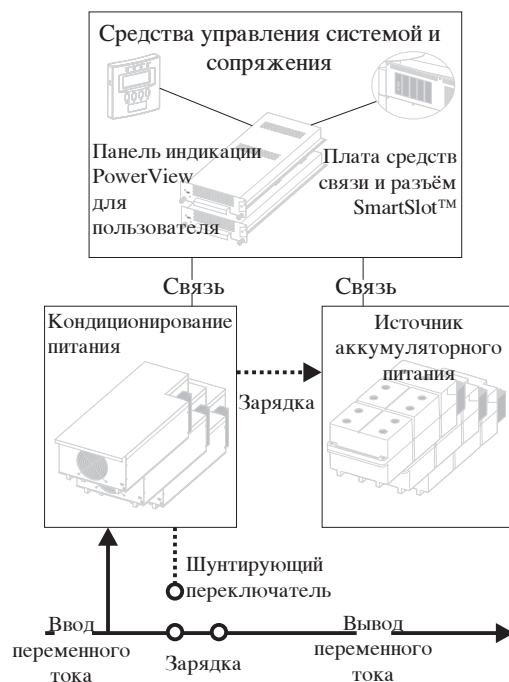 Средства управления системой и
сопряжения
Панель индикации
PowerView
для
пользователя
Плата средств
связи и разъём
SmartSlot™
Связь
Связь
Кондиционирование
питания
Источник
аккумуляторного
питания
Зарядка
Шунтирующий
переключатель
Ввод
переменного
тока
Зарядка
Вывод
переменного
тока